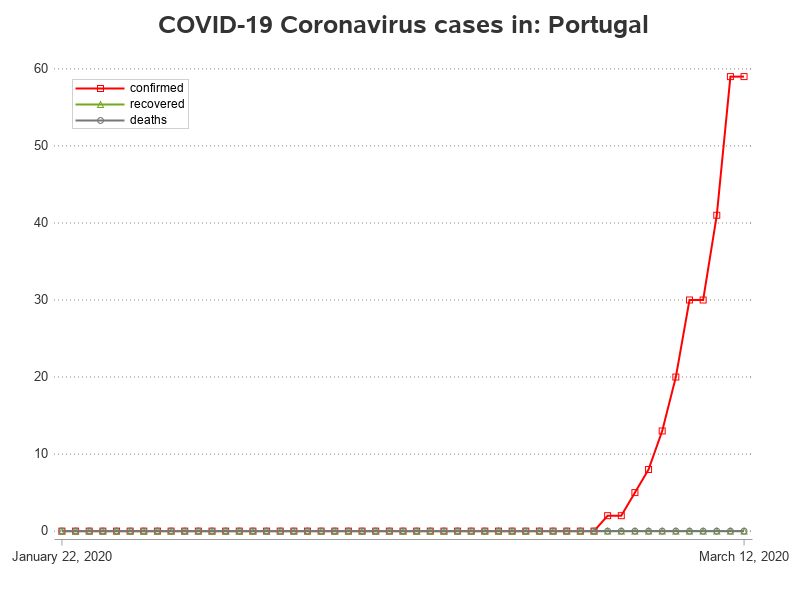 COVID-19 Coronavirus cases in: Portugal
60
confirmed
recovered
deaths
50
40
30
20
10
0
January 22, 2020
March 12, 2020